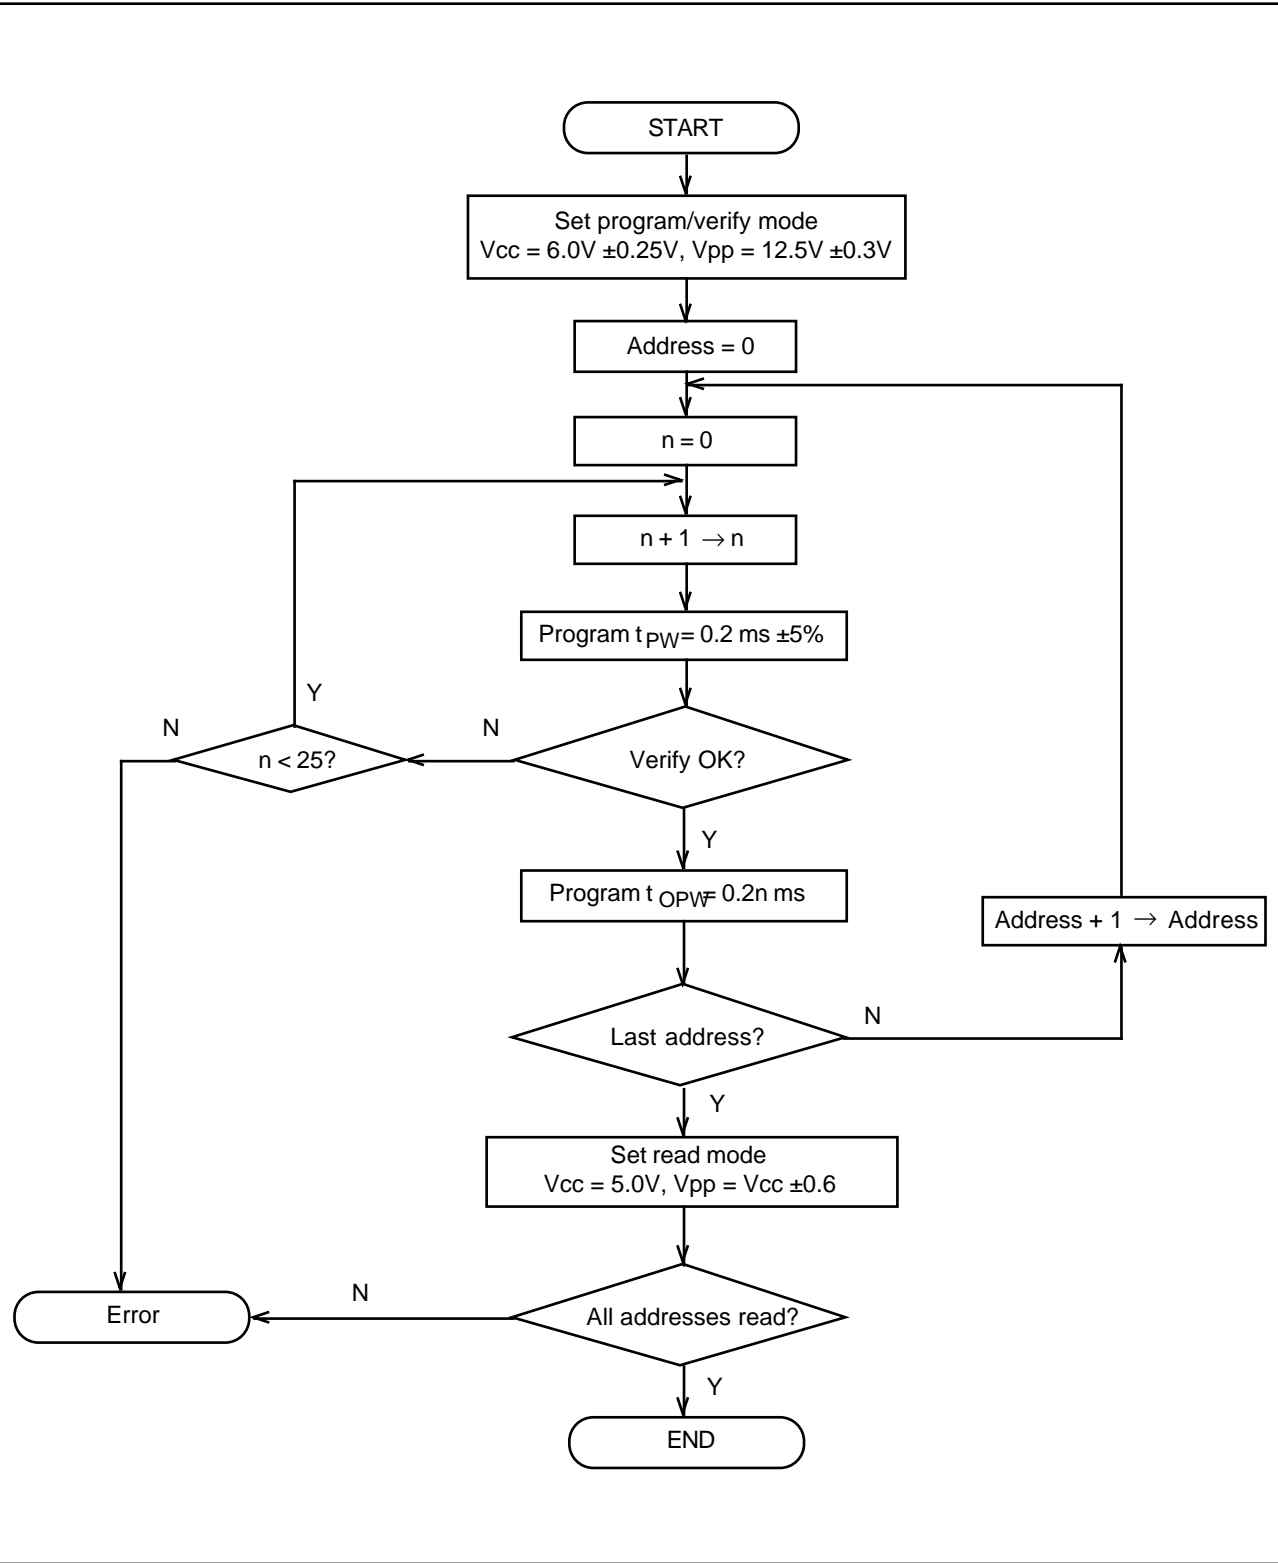 START
Set program/verify mode
Vcc = 6.0V ±0.25V, Vpp = 12.5V ±0.3V
Address = 0
n = 0
n + 1 → n
Program t PW = 0.2 ms ±5%
Y
N
N
n < 25?
Verify OK?
Y
Program t OPW = 0.2n ms
Address + 1 → Address
N
Last address?
Y
Set read mode
Vcc = 5.0V, Vpp = Vcc ±0.6
N
Error
All addresses read?
Y
END